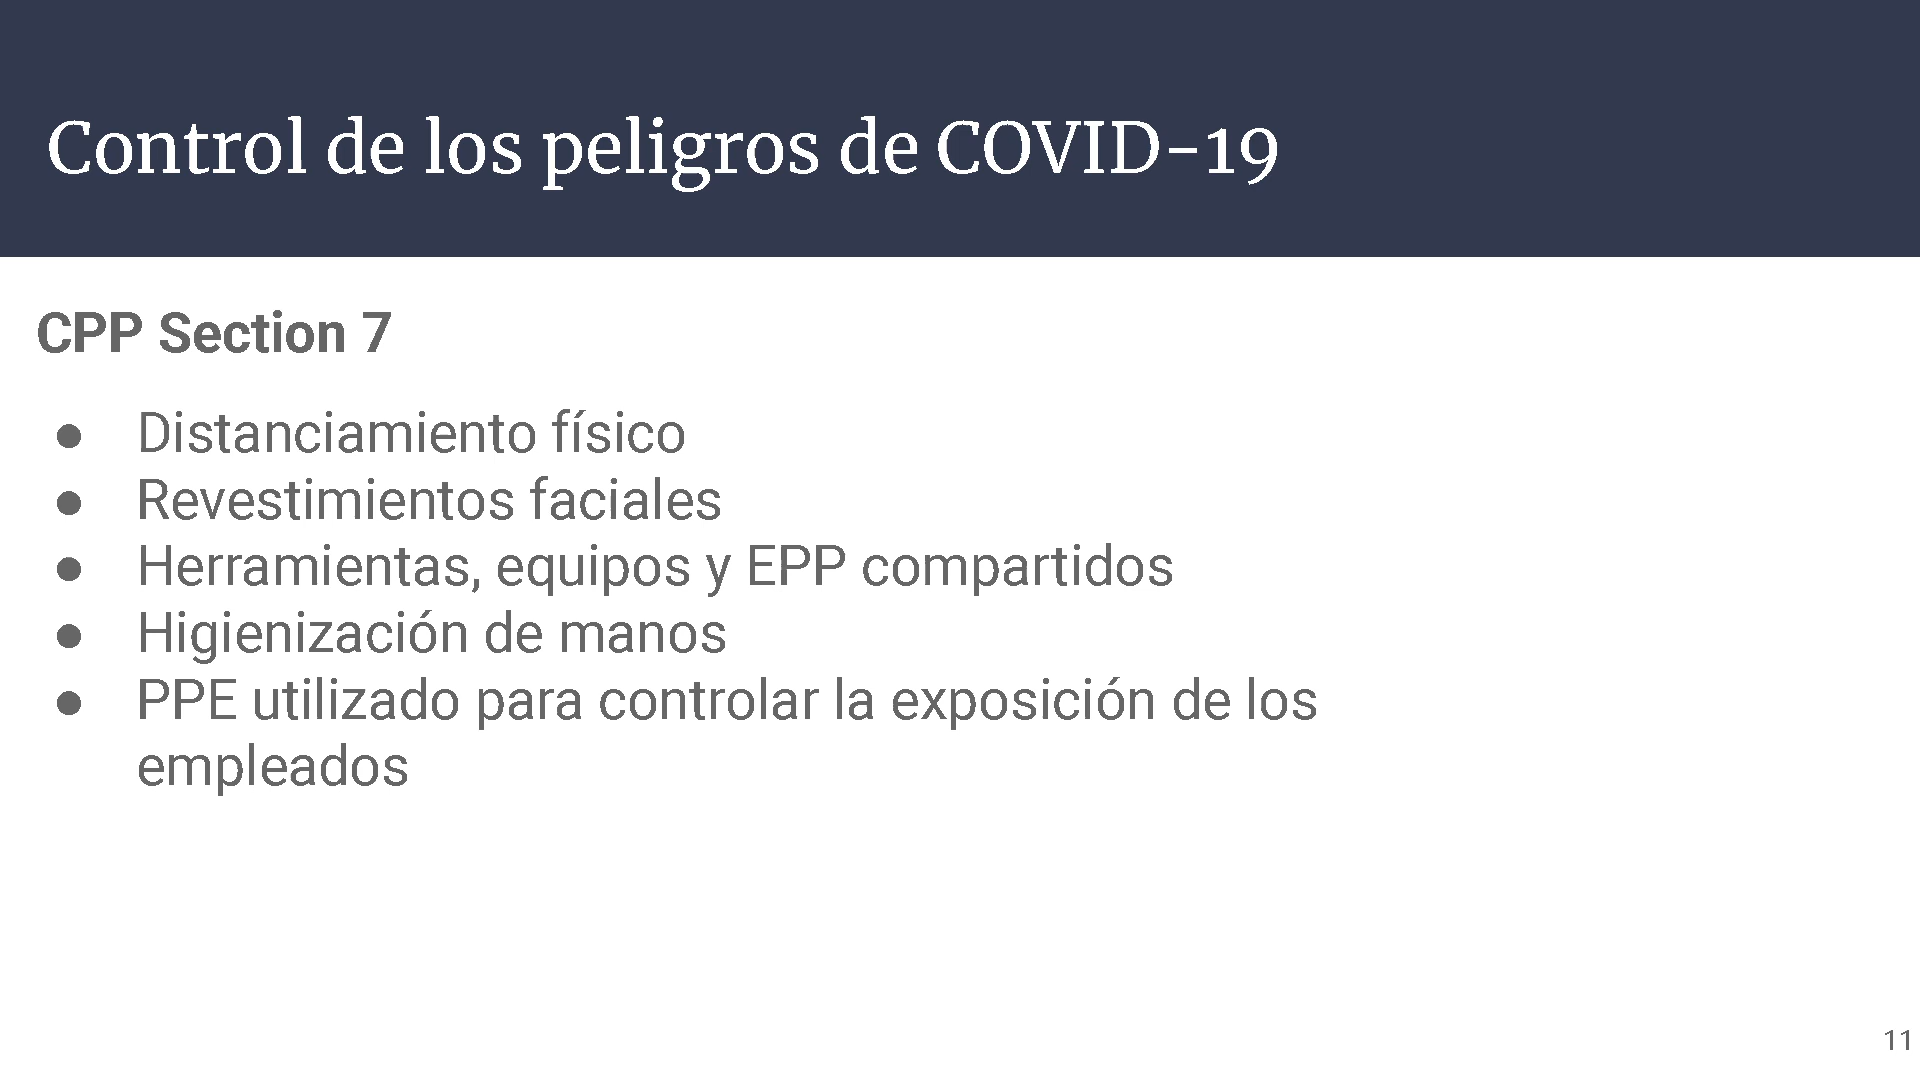 Control de los peligros de COVID-19
CPP Section 7
● Distanciamiento físico
● Revestimientos faciales
● Herramientas, equipos y EPP compartidos
● Higienización de manos
● PPE utilizado para controlar la exposición de los
empleados
11